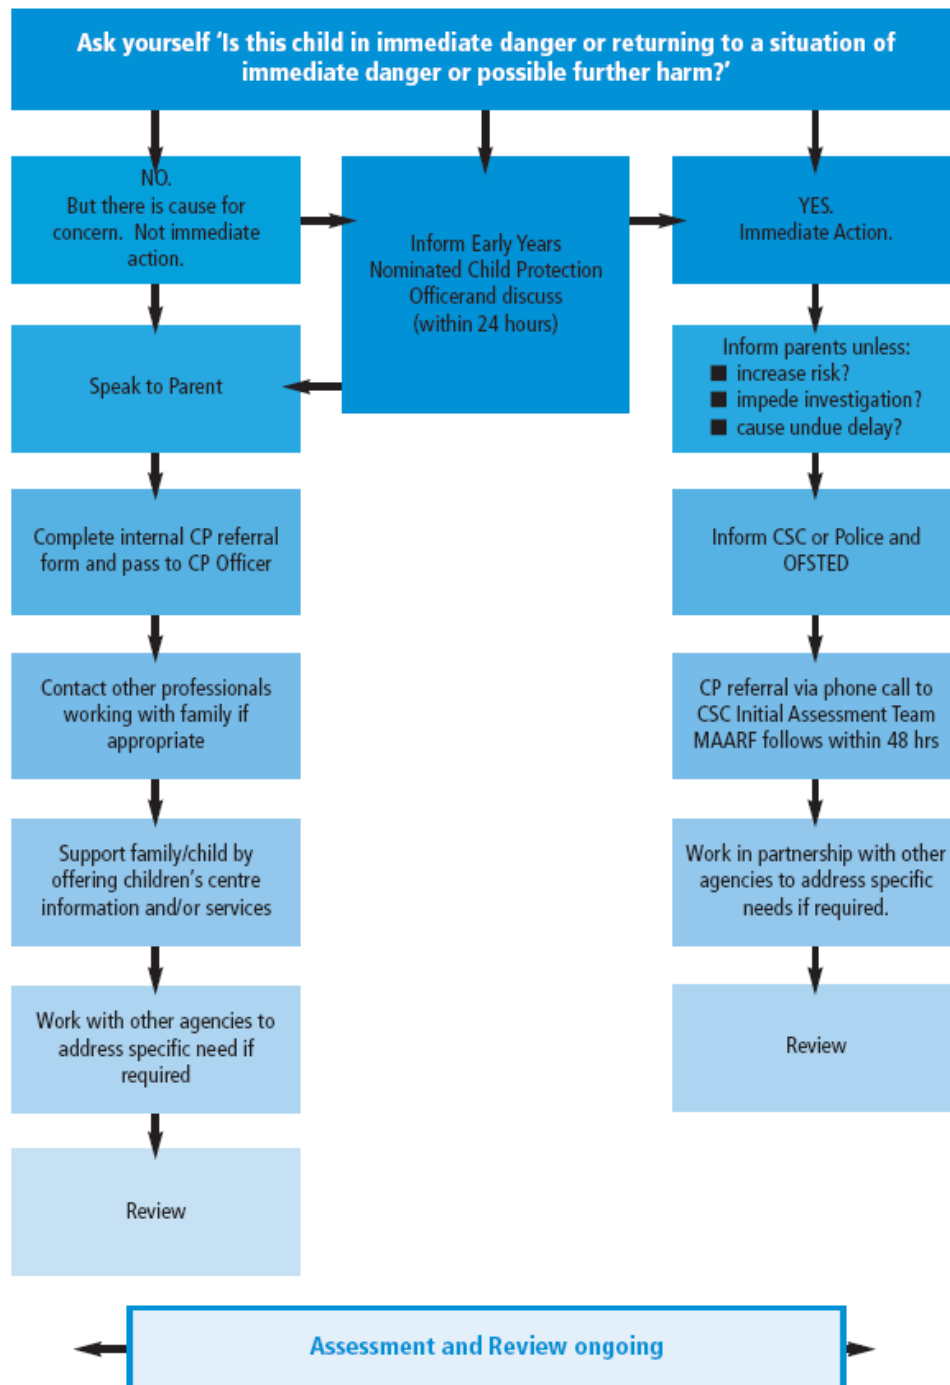 Ask yourself ‘Is this child in immediate danger or returning to a situation of
immediate danger or possible further harm?’
NO.
But there is cause for
concern.  Not immediate
action.
Inform Early Years
Nominated Child Protection
Officerand discuss
(within 24 hours)
YES.
Immediate Action.
Speak to Parent
Inform parents unless:
■ increase risk?
■ impede investigation?
■ cause undue delay?
Complete internal CP referral
form and pass to CP Officer
Inform CSC or Police and
OFSTED
Contact other professionals
working with family if
appropriate
CP referral via phone call to
CSC Initial Assessment Team
MAARF follows within 48 hrs
Support family/child by
offering children’s centre
information and/or services
Work in partnership with other
agencies to address specific
needs if required.
Work with other agencies to
address specific need if
required
Review
Review
Assessment and Review ongoing